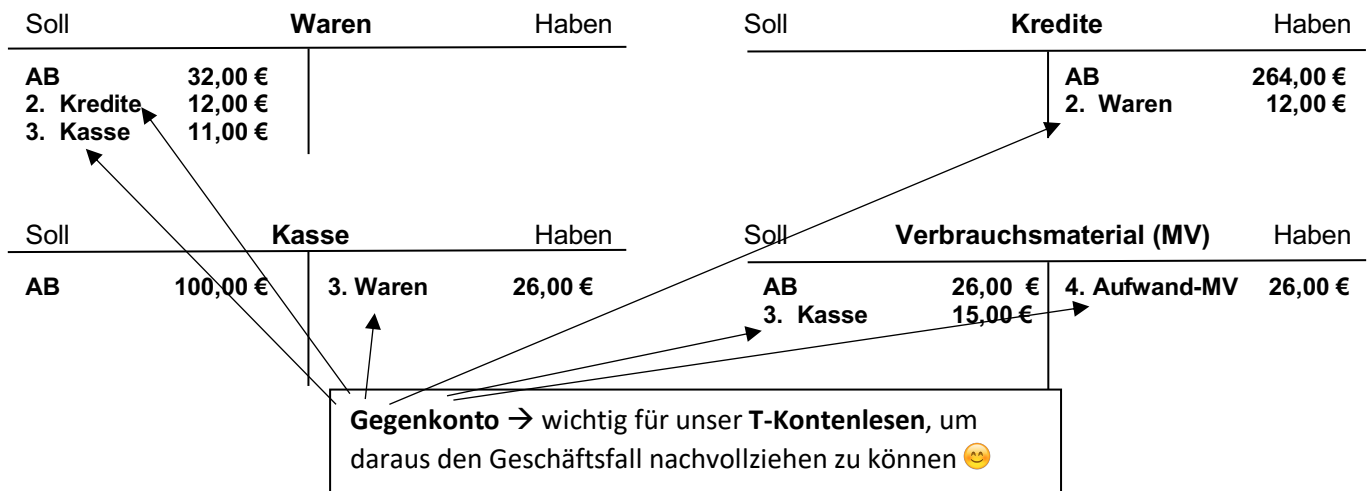 Soll Waren Haben
AB 32,00 €
2. Kredite 12,00 €
3. Kasse 11,00 €
Soll Kredite Haben
AB 264,00 €
2. Waren 12,00 €
Soll Kasse Haben
AB 100,00 € 3. Waren 26,00 €
Soll Verbrauchsmaterial (MV) Haben
AB 26,00 € 4. Aufwand-MV 26,00 €
3. Kasse 15,00 €
Gegenkonto → wichtig für unser T-Kontenlesen, um
daraus den Geschäftsfall nachvollziehen zu können 😊